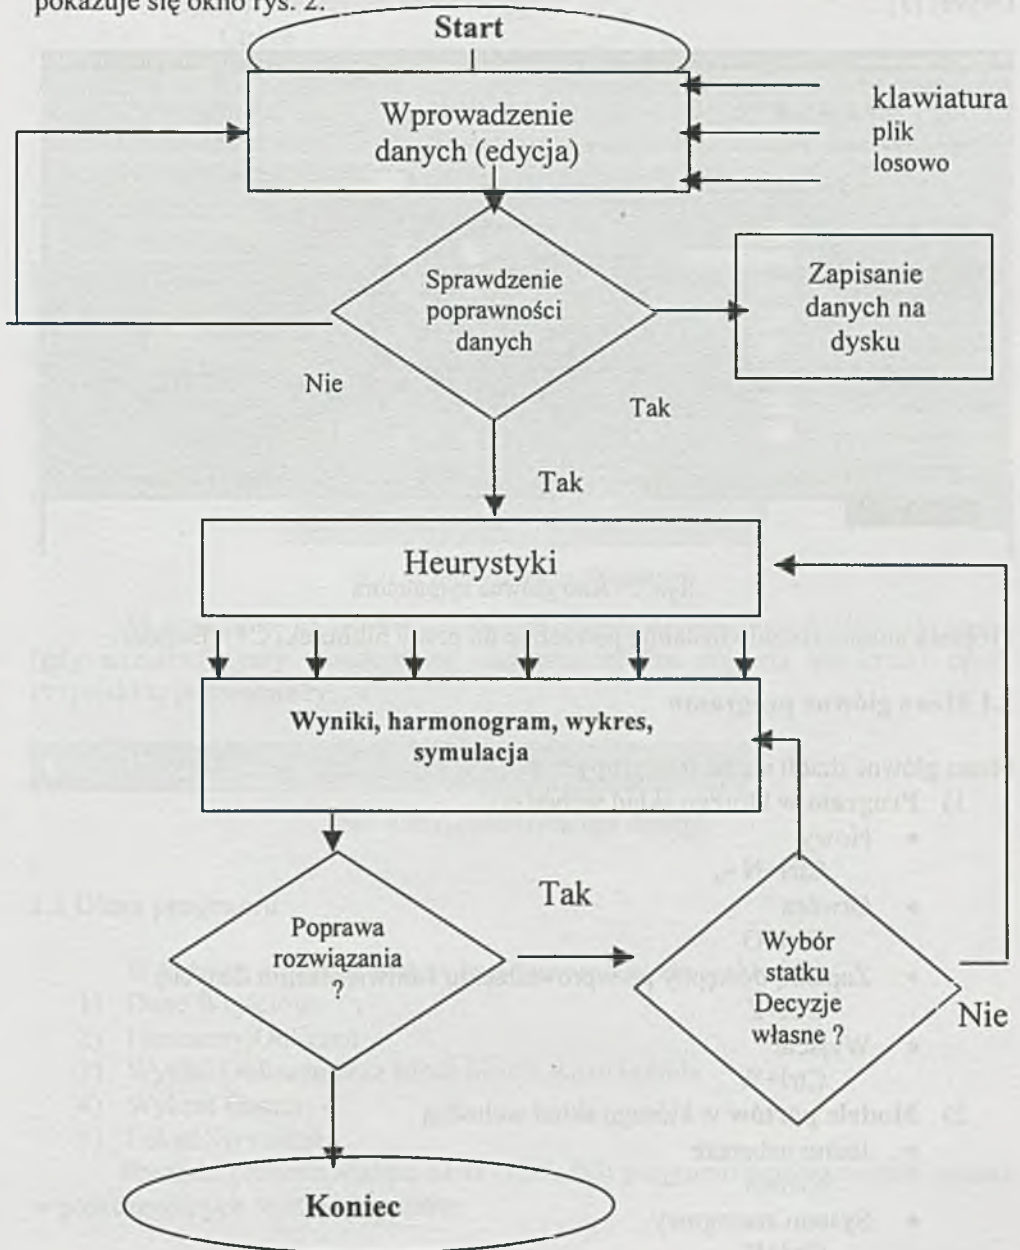 pokazuje się okno rys. 2.
Start
Wprowadzenie
danych (edycja)
klawiatura
plik
losowo
Sprawdzenie
poprawności
danych
Zapisanie
danych na
dysku
Nie
Tak
Tak
Heurystyki
Wyniki, harmonogram, wykres,
symulacja
Poprawa
rozwiązania
?
Tak
Wybór
statku
Decyzje
własne ?
Nie
Koniec